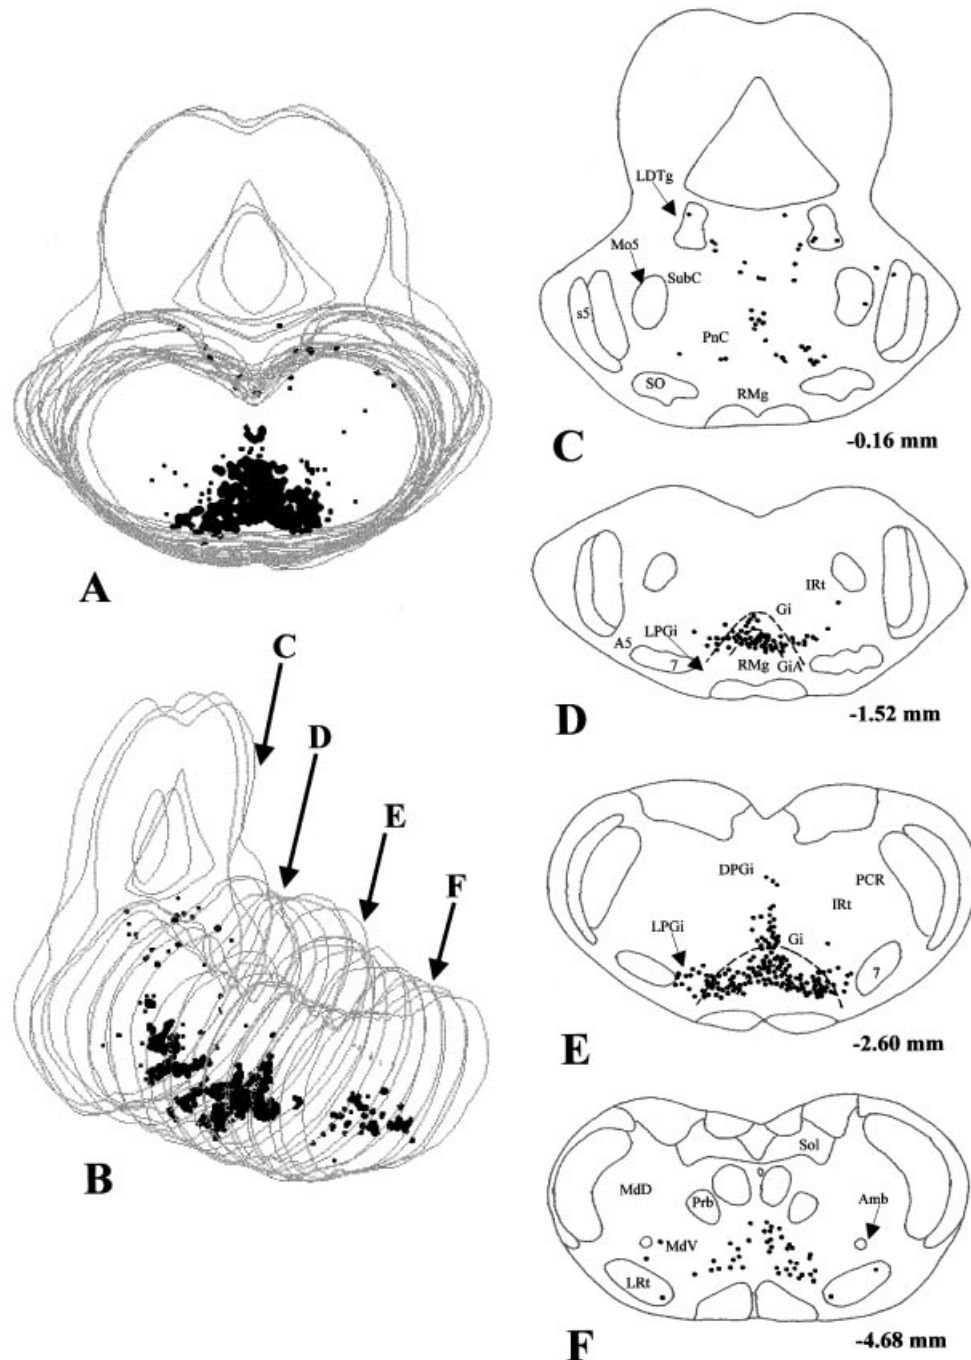 A
C
D
E
F
B
LDTg
Mo5
SubC
s5
PnC
SO
RMg
C
-0.16 mm
IRt
Gi
LPGi
A5
7
RMg
GiA
D
-1.52 mm
DPGi
PCR
IRt
LPGi
Gi
7
E
-2.60 mm
Sol
MdD
Prb
Amb
MdV
LRt
F
-4.68 mm